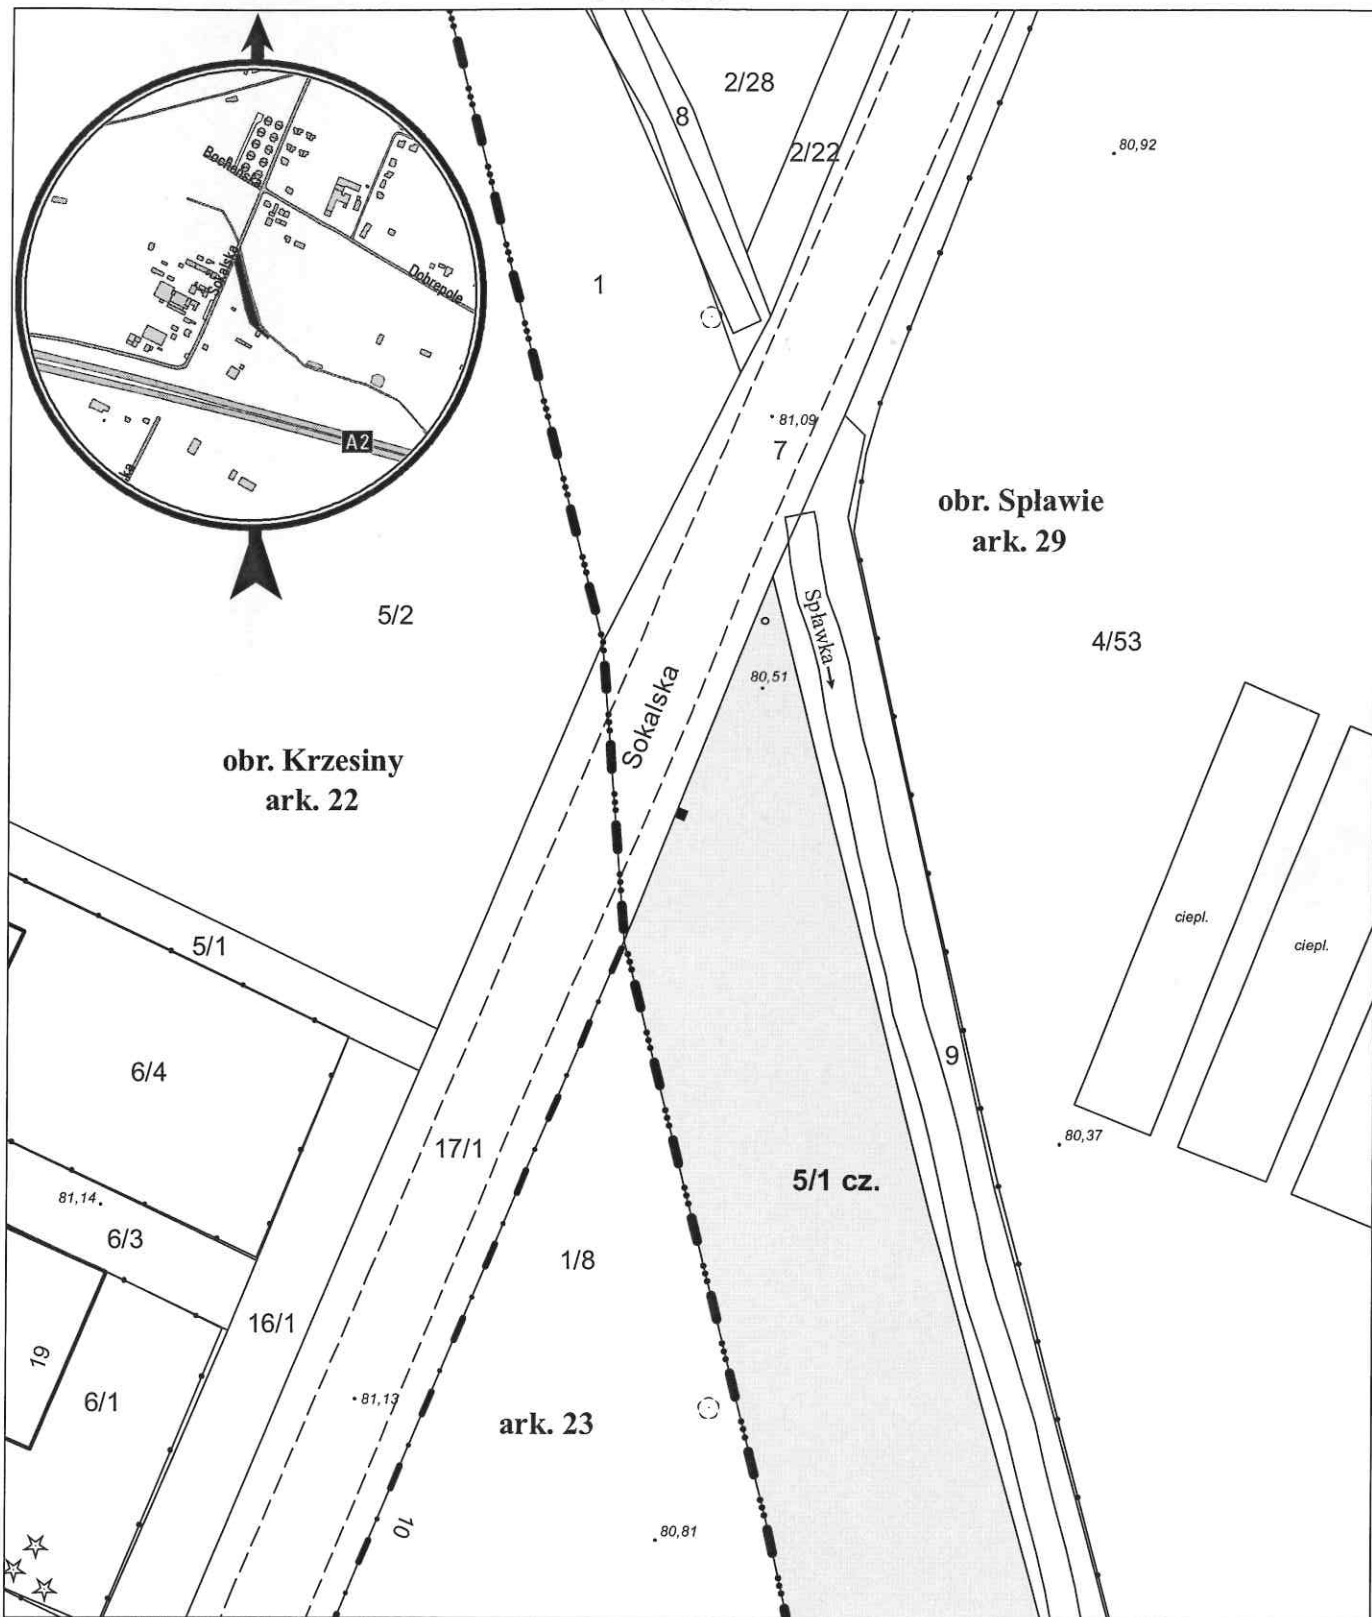 2/28
8
2/22
80,92
Bocheńska
Sokalska
Dobrepole
A2
ka
1
81,09
7
obr. Spławie
ark. 29
5/2
Spławka
4/53
80,51
Sokalska
obr. Krzesiny
ark. 22
ciepl.
ciepl.
5/1
9
6/4
17/1
80,37
5/1 cz.
81,14
6/3
1/8
16/1
19
6/1
81,13
ark. 23
10
80,81